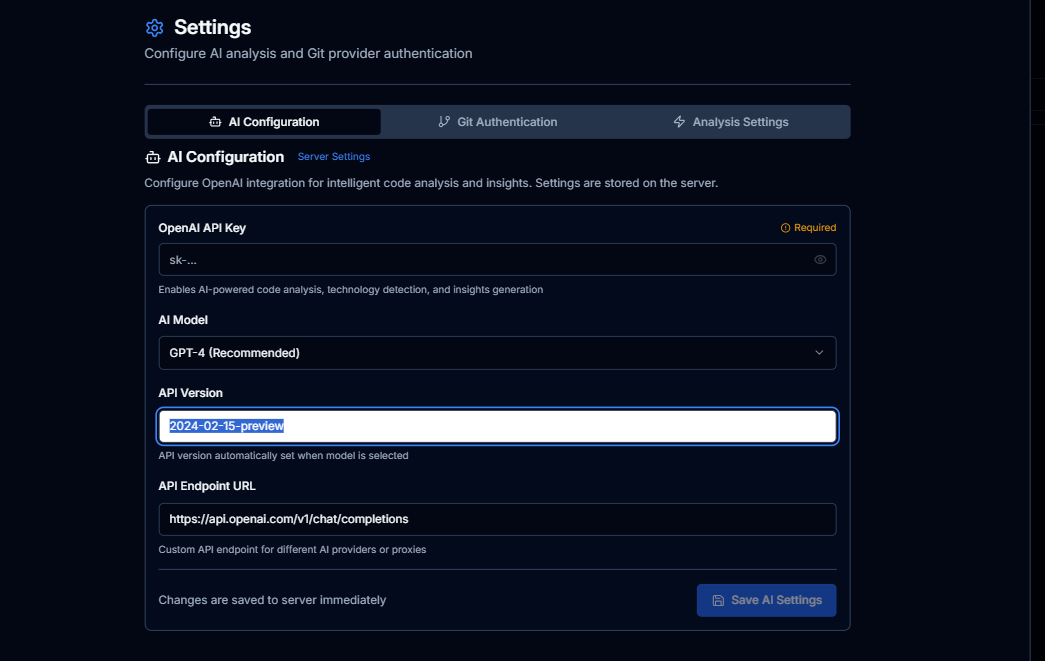 Settings
Configure AI analysis and Git provider authentication
AI Configuration
Git Authentication
Analysis Settings
AI Configuration Server Settings
Configure OpenAI integration for intelligent code analysis and insights. Settings are stored on the server.
OpenAI API Key
Required
sk-...
Enables AI-powered code analysis, technology detection, and insights generation
AI Model
GPT-4 (Recommended)
API Version
2024-02-15-preview
API version automatically set when model is selected
API Endpoint URL
https://api.openai.com/v1/chat/completions
Custom API endpoint for different AI providers or proxies
Changes are saved to server immediately
Save AI Settings